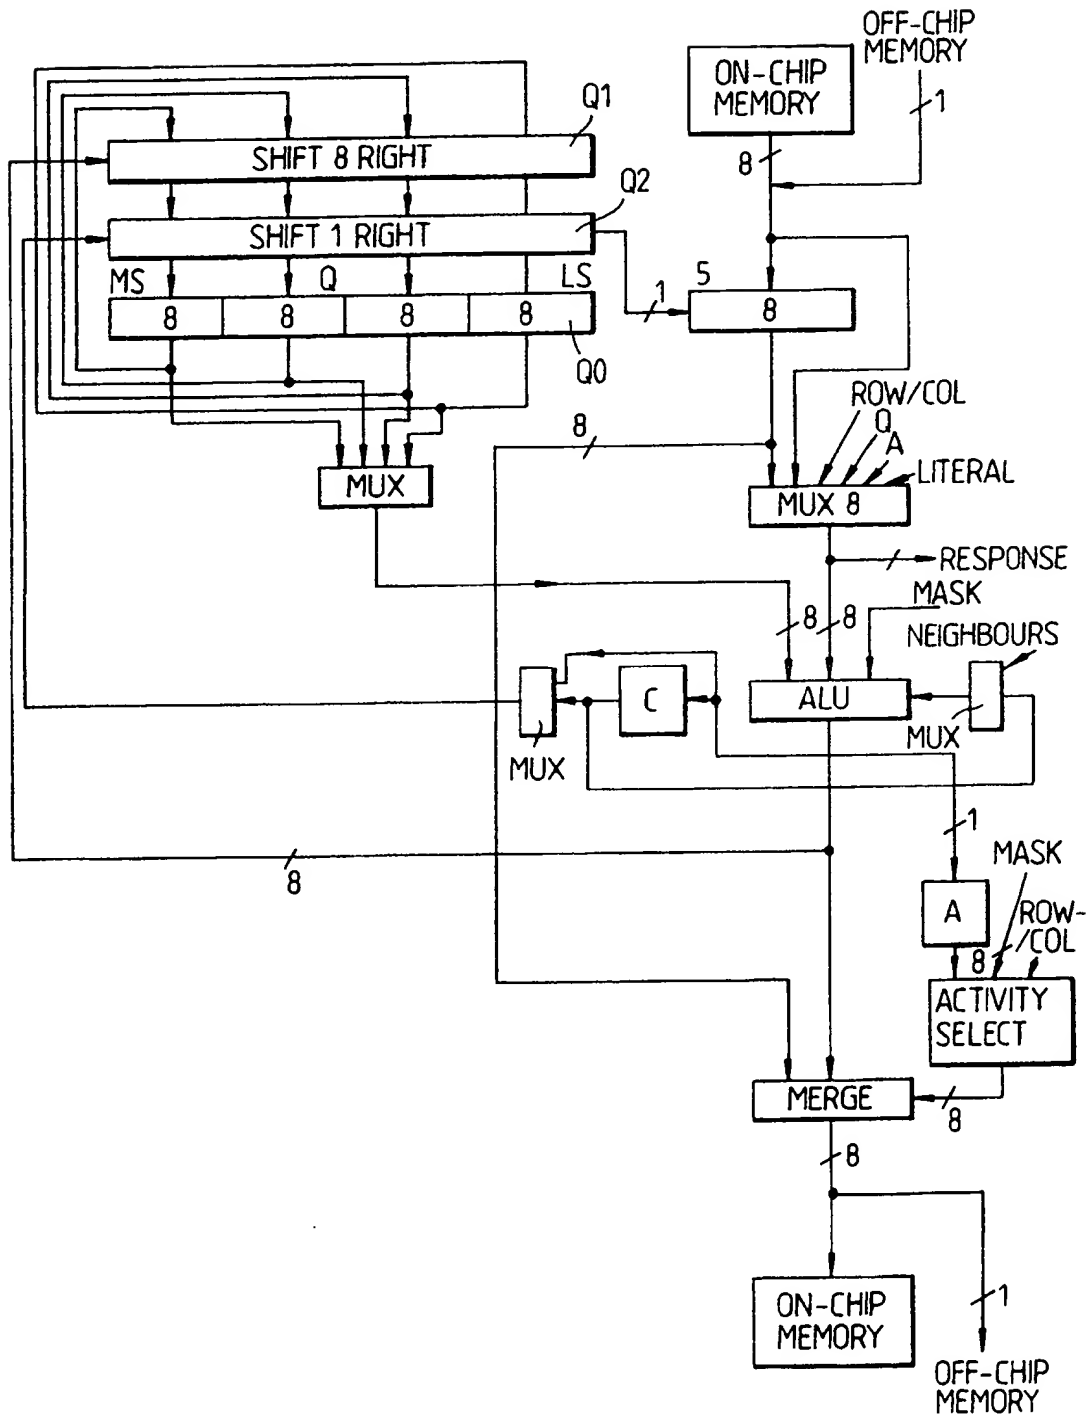 OFF-CHIP
MEMORY
ON-CHIP
MEMORY
1
8
Q1
SHIFT 8 RIGHT
Q2
SHIFT 1 RIGHT
MS
Q
LS
1
5
8
8
8
8
8
Q0
ROW/COL
Q
A
LITERAL
8
MUX
MUX 8
RESPONSE
MASK
8
8
NEIGHBOURS
C
ALU
MUX
MUX
1
8
MASK
A
ROW-
/COL
8
ACTIVITY
SELECT
MERGE
8
8
ON-CHIP
MEMORY
1
OFF-CHIP
MEMORY